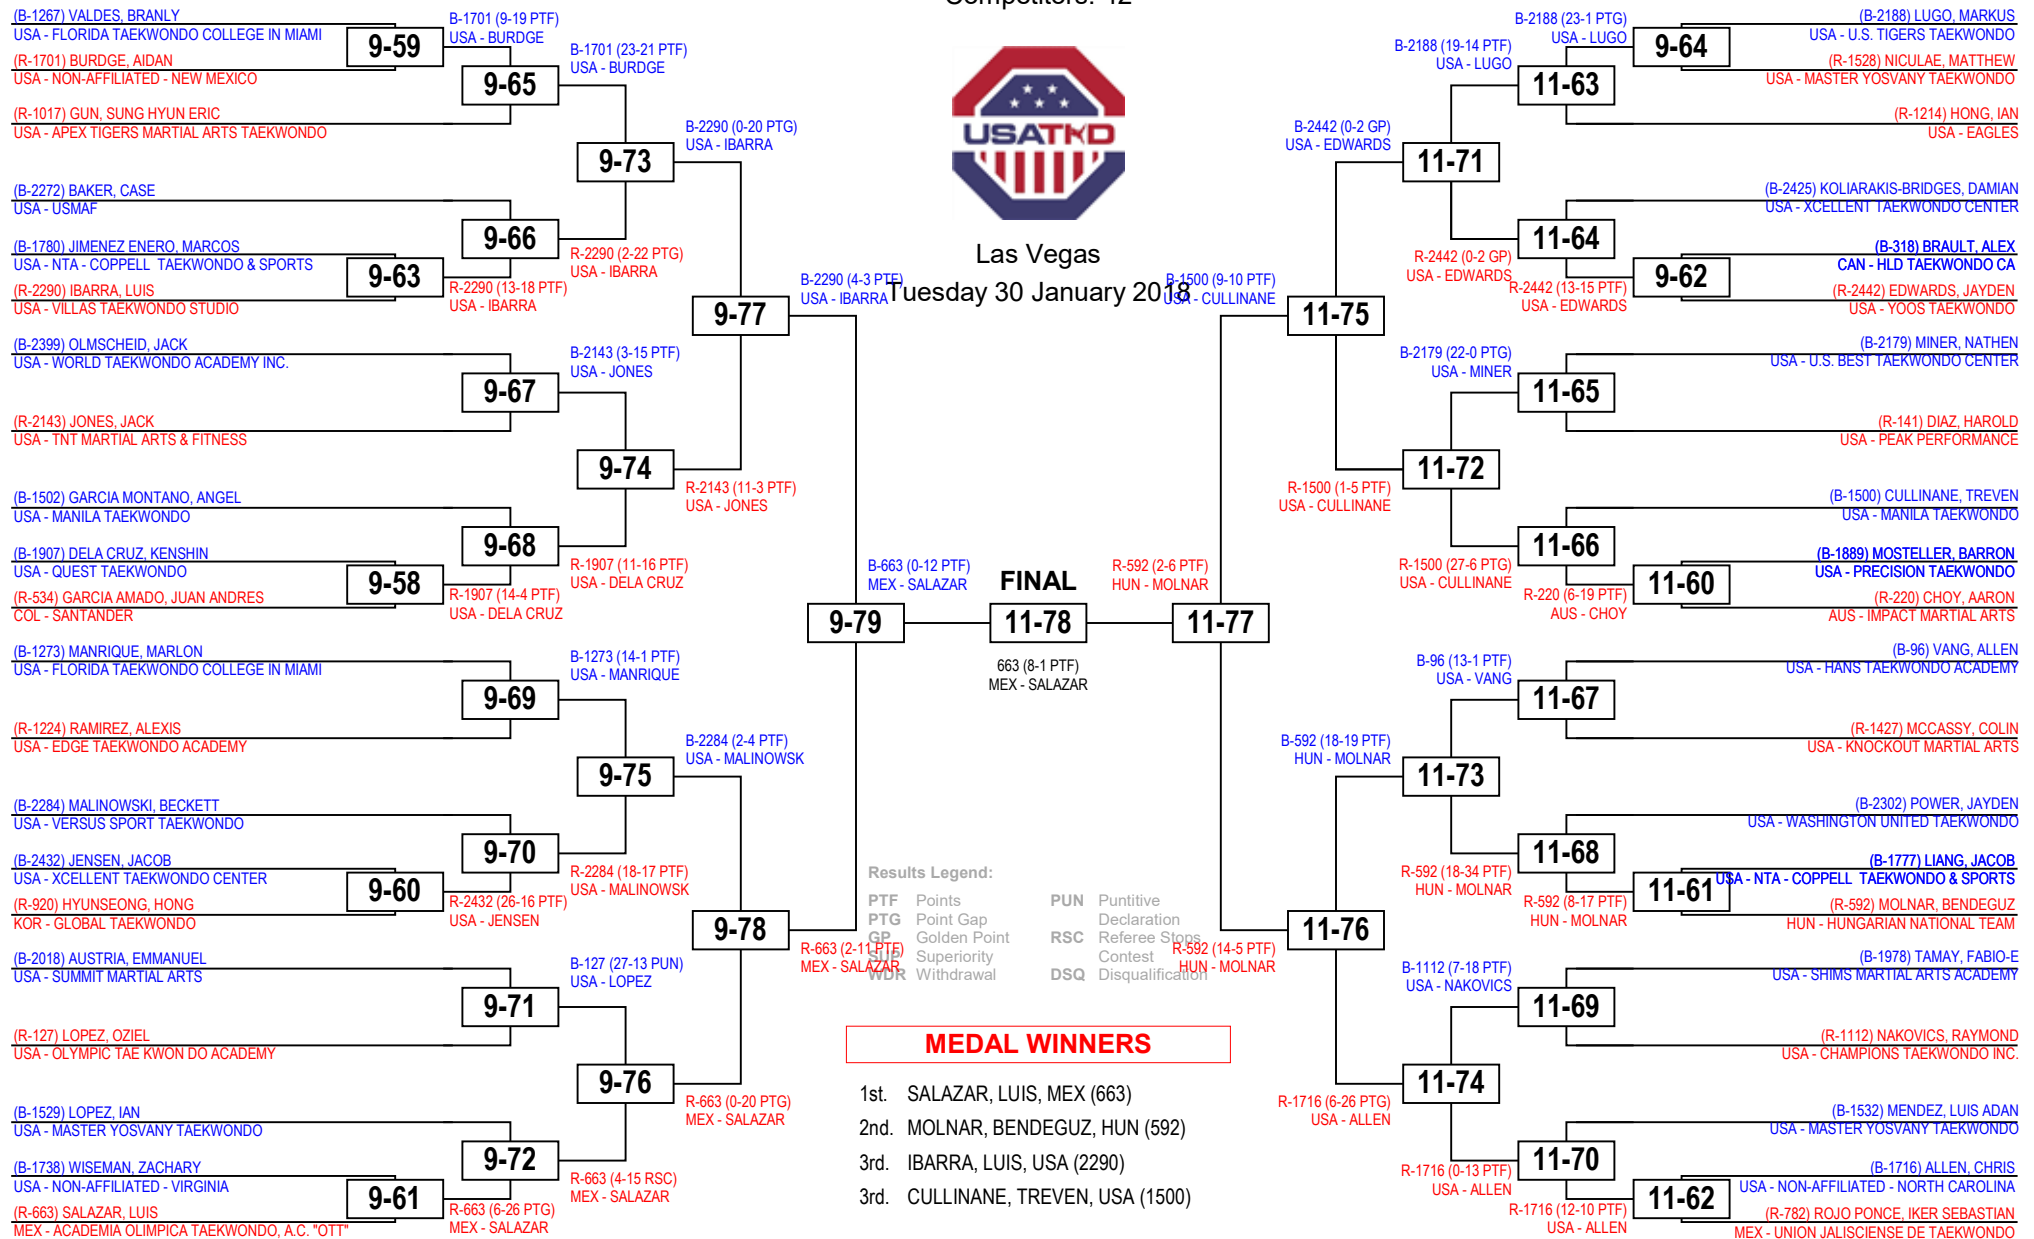 Competitors: 42
(B-1267) VALDES, BRANLY
USA - FLORIDA TAEKWONDO COLLEGE IN MIAMI
9-59
(R-1701) BURDGE, AIDAN
USA - NON-AFFILIATED - NEW MEXICO
B-1701 (9-19 PTF)
USA - BURDGE
9-65
(R-1017) GUN, SUNG HYUN ERIC
USA - APEX TIGERS MARTIAL ARTS TAEKWONDO
B-1701 (23-21 PTF)
USA - BURDGE
9-73
(B-2272) BAKER, CASE
USA - USMAF
9-66
(B-1780) JIMENEZ ENERO, MARCOS
USA - NTA - COPPELL TAEKWONDO & SPORTS
9-63
(R-2290) IBARRA, LUIS
USA - VILLAS TAEKWONDO STUDIO
R-2290 (13-18 PTF)
USA - IBARRA
R-2290 (2-22 PTG)
USA - IBARRA
B-2290 (0-20 PTG)
USA - IBARRA
9-77
(B-2399) OLMSCHEID, JACK
USA - WORLD TAEKWONDO ACADEMY INC.
9-67
(R-2143) JONES, JACK
USA - TNT MARTIAL ARTS & FITNESS
B-2143 (3-15 PTF)
USA - JONES
9-74
(B-1502) GARCIA MONTANO, ANGEL
USA - MANILA TAEKWONDO
9-68
(B-1907) DELA CRUZ, KENSHIN
USA - QUEST TAEKWONDO
9-58
(R-534) GARCIA AMADO, JUAN ANDRES
COL - SANTANDER
R-1907 (14-4 PTF)
USA - DELA CRUZ
R-1907 (11-16 PTF)
USA - DELA CRUZ
R-2143 (11-3 PTF)
USA - JONES
B-2290 (4-3 PTF)
USA - IBARRA
9-79
(B-1273) MANRIQUE, MARLON
USA - FLORIDA TAEKWONDO COLLEGE IN MIAMI
9-69
(R-1224) RAMIREZ, ALEXIS
USA - EDGE TAEKWONDO ACADEMY
B-1273 (14-1 PTF)
USA - MANRIQUE
9-75
(B-2284) MALINOWSKI, BECKETT
USA - VERSUS SPORT TAEKWONDO
9-70
(B-2432) JENSEN, JACOB
USA - XCELLENT TAEKWONDO CENTER
9-60
(R-920) HYUNSEONG, HONG
KOR - GLOBAL TAEKWONDO
R-2432 (26-16 PTF)
USA - JENSEN
R-2284 (18-17 PTF)
USA - MALINOWSK
B-2284 (2-4 PTF)
USA - MALINOWSK
9-78
(B-2018) AUSTRIA, EMMANUEL
USA - SUMMIT MARTIAL ARTS
9-71
(R-127) LOPEZ, OZIEL
USA - OLYMPIC TAE KWON DO ACADEMY
B-127 (27-13 PUN)
USA - LOPEZ
9-76
(B-1529) LOPEZ, IAN
USA - MASTER YOSVANY TAEKWONDO
9-72
(B-1738) WISEMAN, ZACHARY
USA - NON-AFFILIATED - VIRGINIA
9-61
(R-663) SALAZAR, LUIS
MEX - ACADEMIA OLIMPICA TAEKWONDO, A.C. "OTT"
R-663 (6-26 PTG)
MEX - SALAZAR
R-663 (4-15 RSC)
MEX - SALAZAR
R-663 (0-20 PTG)
MEX - SALAZAR
R-663 (2-11 PTF)
MEX - SALAZAR
USATKD
Las Vegas
Tuesday 30 January 2018
B-663 (0-12 PTF)
MEX - SALAZAR
FINAL
11-78
663 (8-1 PTF)
MEX - SALAZAR
R-592 (2-6 PTF)
HUN - MOLNAR
11-77
Results Legend:
PTF Points
PTG Point Gap
GP Golden Point
SUP Superiority
WDR Withdrawal
PUN Puntitive
Declaration
RSC Referee Stops
Contest
DSQ Disqualification
MEDAL WINNERS
1st. SALAZAR, LUIS, MEX (663)
2nd. MOLNAR, BENDEGUZ, HUN (592)
3rd. IBARRA, LUIS, USA (2290)
3rd. CULLINANE, TREVEN, USA (1500)
(B-2188) LUGO, MARKUS
USA - U.S. TIGERS TAEKWONDO
9-64
(R-1528) NICULAE, MATTHEW
USA - MASTER YOSVANY TAEKWONDO
B-2188 (23-1 PTG)
USA - LUGO
11-63
(R-1214) HONG, IAN
USA - EAGLES
B-2188 (19-14 PTF)
USA - LUGO
11-71
(B-2425) KOLIARAKIS-BRIDGES, DAMIAN
USA - XCELLENT TAEKWONDO CENTER
11-64
(B-318) BRAULT, ALEX
CAN - HLD TAEKWONDO CA
9-62
(R-2442) EDWARDS, JAYDEN
USA - YOOS TAEKWONDO
R-2442 (13-15 PTF)
USA - EDWARDS
R-2442 (0-2 GP)
USA - EDWARDS
B-2442 (0-2 GP)
USA - EDWARDS
11-75
(B-2179) MINER, NATHEN
USA - U.S. BEST TAEKWONDO CENTER
11-65
(R-141) DIAZ, HAROLD
USA - PEAK PERFORMANCE
B-2179 (22-0 PTG)
USA - MINER
11-72
(B-1500) CULLINANE, TREVEN
USA - MANILA TAEKWONDO
11-66
(B-1889) MOSTELLER, BARRON
USA - PRECISION TAEKWONDO
11-60
(R-220) CHOY, AARON
AUS - IMPACT MARTIAL ARTS
R-220 (6-19 PTF)
AUS - CHOY
R-1500 (27-6 PTG)
USA - CULLINANE
R-1500 (1-5 PTF)
USA - CULLINANE
B-1500 (9-10 PTF)
USA - CULLINANE
(B-96) VANG, ALLEN
USA - HANS TAEKWONDO ACADEMY
11-67
(R-1427) MCCASSY, COLIN
USA - KNOCKOUT MARTIAL ARTS
B-96 (13-1 PTF)
USA - VANG
11-73
(B-2302) POWER, JAYDEN
USA - WASHINGTON UNITED TAEKWONDO
11-68
(B-1777) LIANG, JACOB
USA - NTA - COPPELL TAEKWONDO & SPORTS
11-61
(R-592) MOLNAR, BENDEGUZ
HUN - HUNGARIAN NATIONAL TEAM
R-592 (8-17 PTF)
HUN - MOLNAR
R-592 (18-34 PTF)
HUN - MOLNAR
B-592 (18-19 PTF)
HUN - MOLNAR
11-76
(B-1978) TAMAY, FABIO-E
USA - SHIMS MARTIAL ARTS ACADEMY
11-69
(R-1112) NAKOVICS, RAYMOND
USA - CHAMPIONS TAEKWONDO INC.
B-1112 (7-18 PTF)
USA - NAKOVICS
11-74
(B-1532) MENDEZ, LUIS ADAN
USA - MASTER YOSVANY TAEKWONDO
11-70
(B-1716) ALLEN, CHRIS
USA - NON-AFFILIATED - NORTH CAROLINA
11-62
(R-782) ROJO PONCE, IKER SEBASTIAN
MEX - UNION JALISCIENSE DE TAEKWONDO
R-1716 (12-10 PTF)
USA - ALLEN
R-1716 (0-13 PTF)
USA - ALLEN
R-1716 (6-26 PTG)
USA - ALLEN
R-592 (14-5 PTF)
HUN - MOLNAR